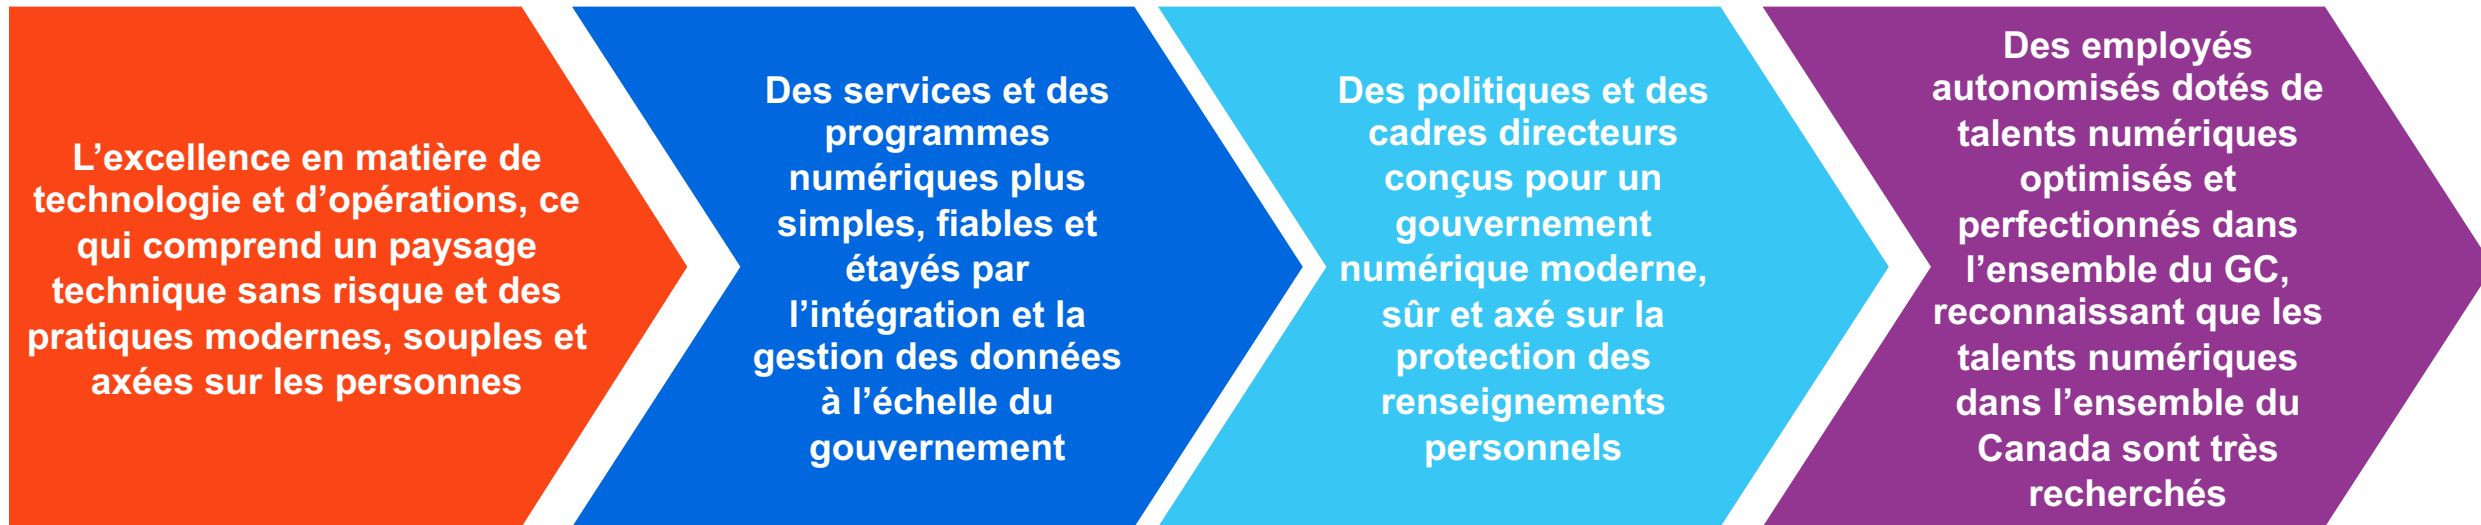 L’excellence en matière de
technologie et d’opérations, ce
qui comprend un paysage
technique sans risque et des
pratiques modernes, souples et
axées sur les personnes
Des services et des
programmes
numériques plus
simples, fiables et
étayés par
l’intégration et la
gestion des données
à l’échelle du
gouvernement
Des politiques et des
cadres directeurs
conçus pour un
gouvernement
numérique moderne,
sûr et axé sur la
protection des
renseignements
personnels
Des employés
autonomisés dotés de
talents numériques
optimisés et
perfectionnés dans
l’ensemble du GC,
reconnaissant que les
talents numériques
dans l’ensemble du
Canada sont très
recherchés